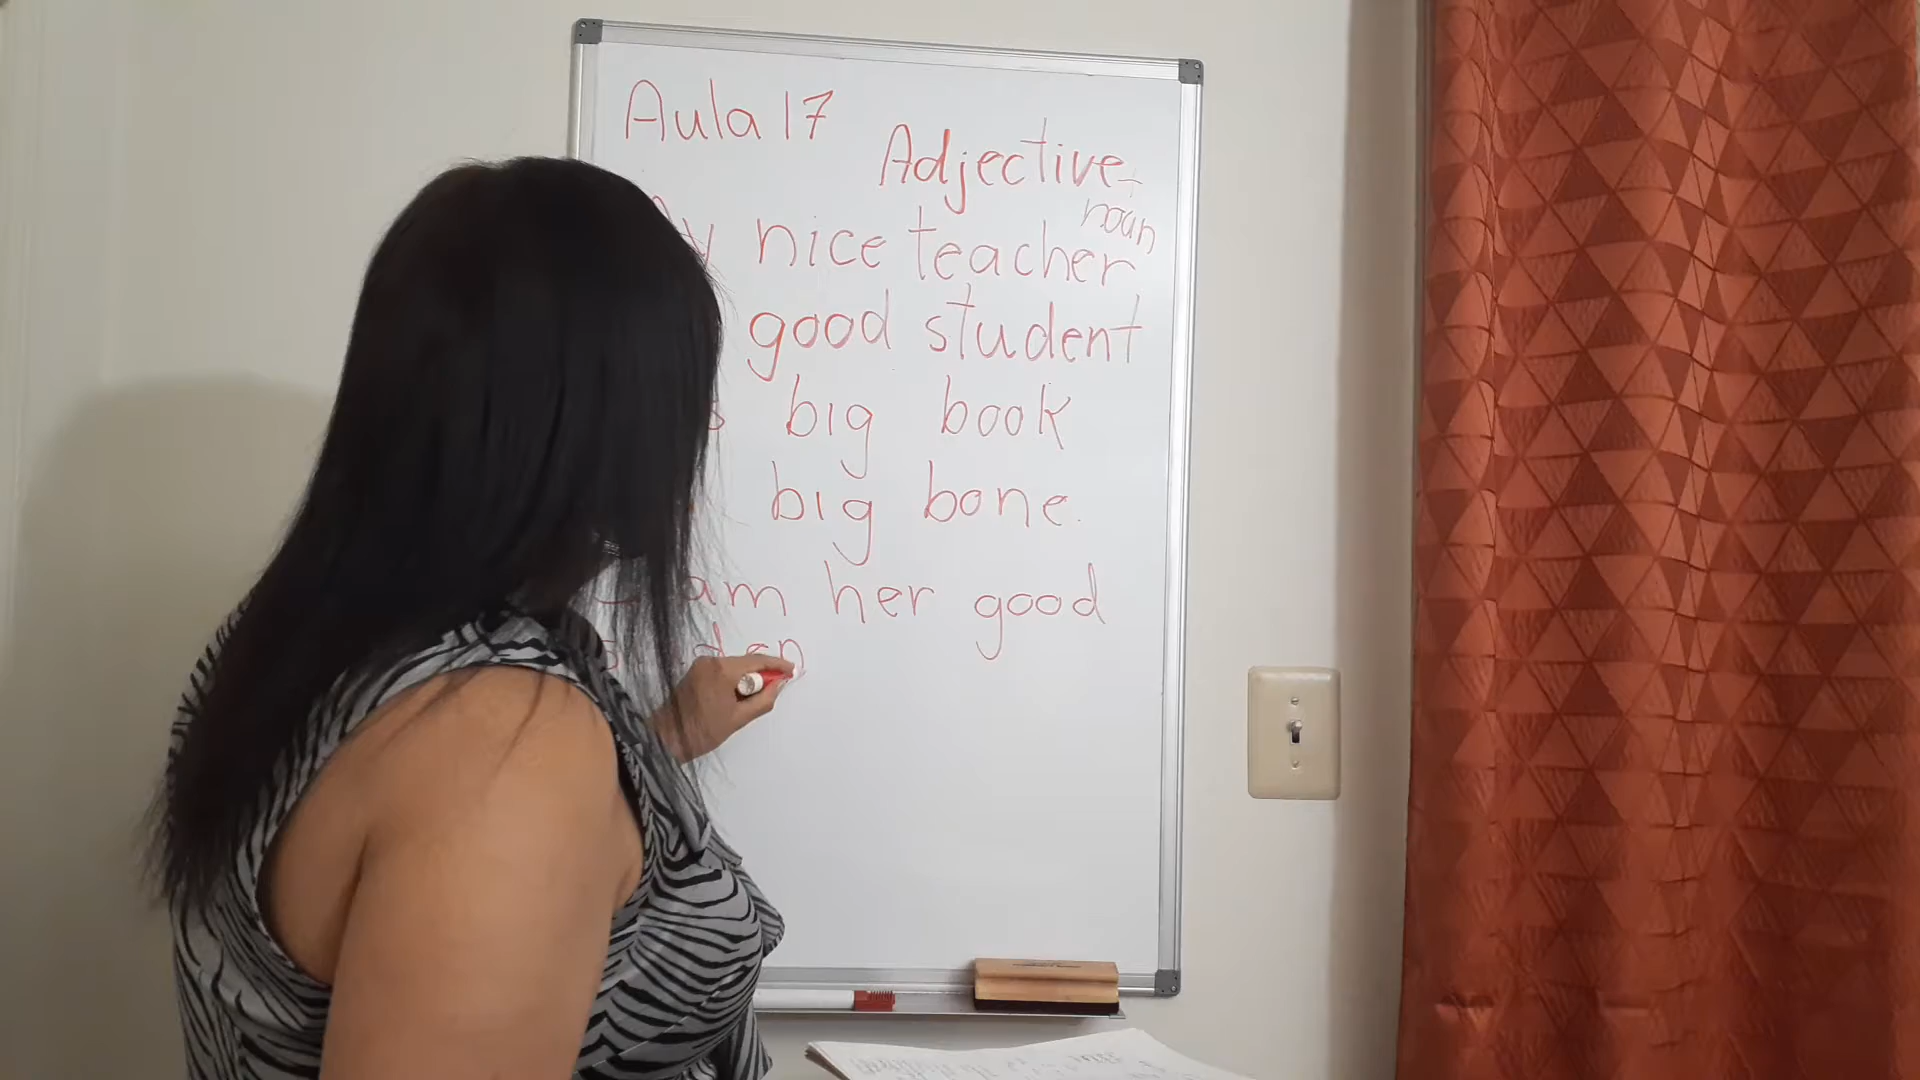 Aula 17
Adjective +
noun
nice teacher
good student
big book
big bone.
am her good